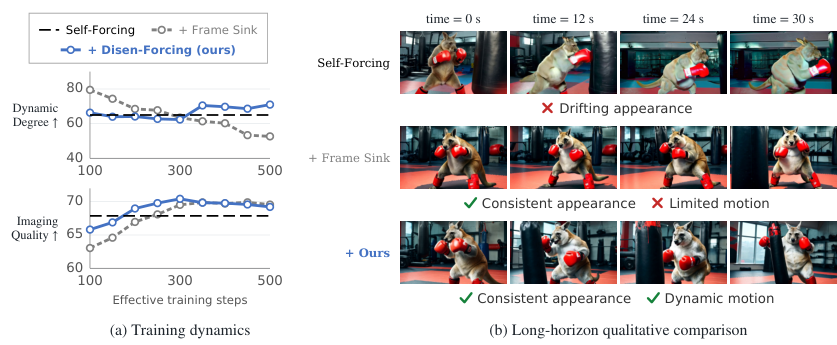 Self-Forcing
+ Frame Sink
+ Disen-Forcing (ours)
Dynamic
Degree ↑
80
60
40
100
300
500
Imaging
Quality ↑
70
65
60
100
300
500
Effective training steps
(a) Training dynamics
time = 0 s
time = 12 s
time = 24 s
time = 30 s
Self-Forcing
✗ Drifting appearance
+ Frame Sink
✓ Consistent appearance ✗ Limited motion
+ Ours
✓ Consistent appearance ✓ Dynamic motion
(b) Long-horizon qualitative comparison